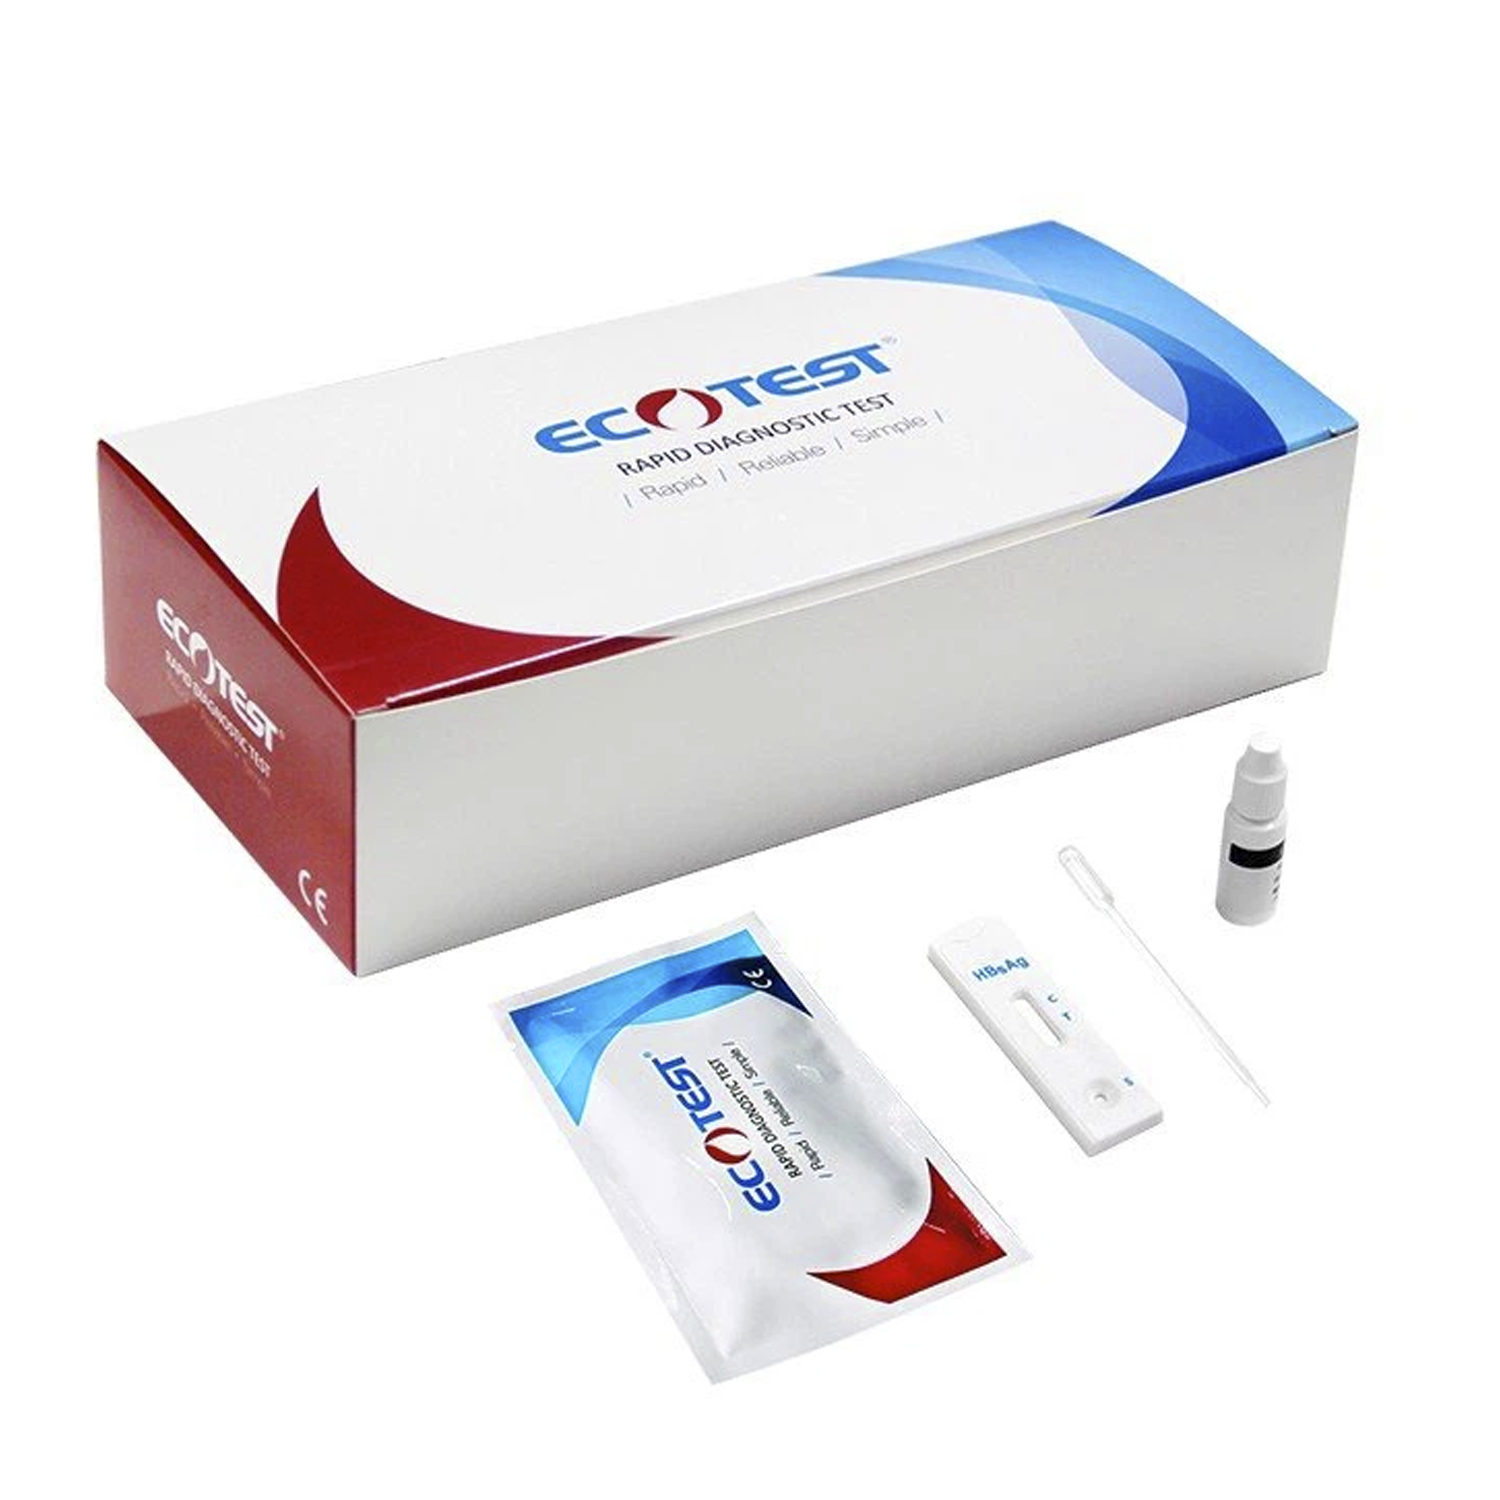 ECOTEST®
RAPID DIAGNOSTIC TEST
/ Rapid / Reliable / Simple /
ECOTEST
RAPID DIAGNOSTIC TEST
CE
CE
ECOTEST®
RAPID DIAGNOSTIC TEST
/ Rapid / Reliable / Simple /
HBsAg
C
T
S